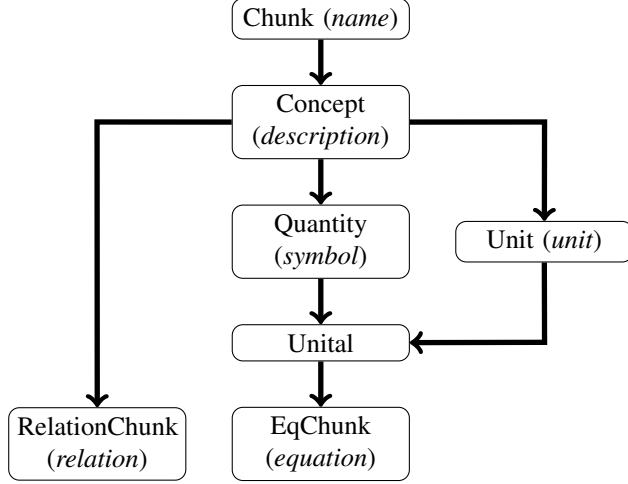 Chunk (name)
Concept
(description)
Quantity
(symbol)
Unit (unit)
Unital
RelationChunk
(relation)
EqChunk
(equation)